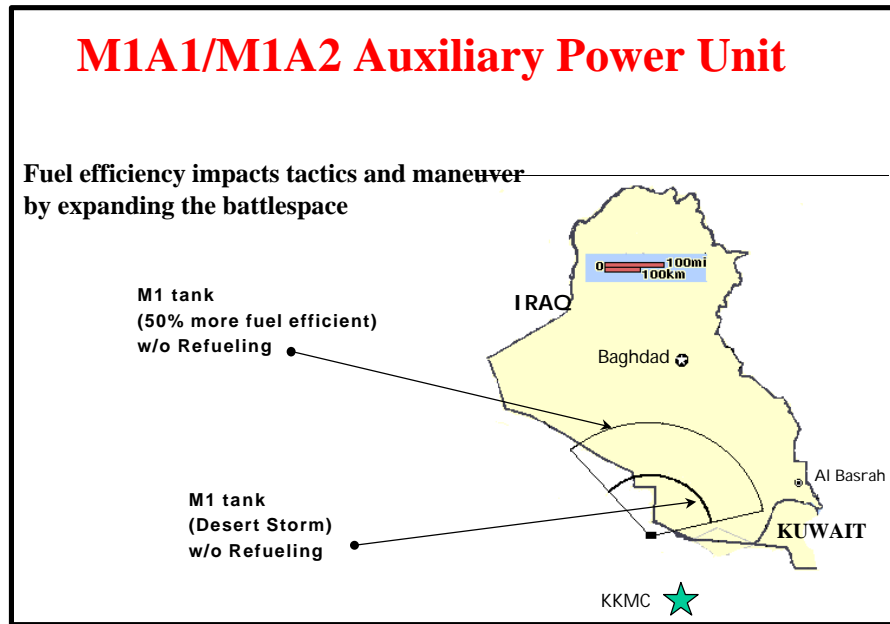 M1A1/M1A2 Auxiliary Power Unit
Fuel efficiency impacts tactics and maneuver
by expanding the battlespace
0 100mi
100km
M1 tank
(50% more fuel efficient)
w/o Refueling
IRAQ
Baghdad
Al Basrah
M1 tank
(Desert Storm)
w/o Refueling
KUWAIT
KKMC